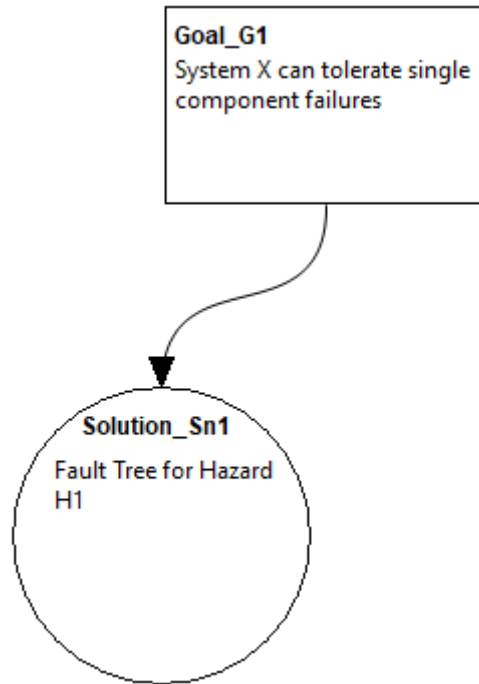 Goal_G1
System X can tolerate single
component failures
Solution_Sn1
Fault Tree for Hazard
H1